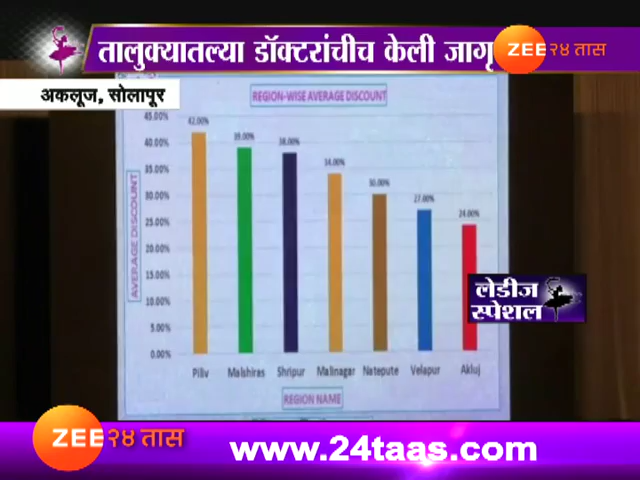 तालुक्यातल्या डॉक्टरांचीच केली जागृ
ZEE २४ तास
अकलूज, सोलापूर
REGION-WISE AVERAGE DISCOUNT
45.00%
42.00%
40.00%
39.00%
38.00%
35.00%
34.00%
30.00%
30.00%
27.00%
25.00%
24.00%
20.00%
15.00%
10.00%
5.00%
0.00%
AVERAGE DISCOUNT
लेडीज
स्पेशल
Piliv Malshiras Shripur Malinagar Natepute Velapur Akluj
REGION NAME
ZEE २४ तास
www.24taas.com